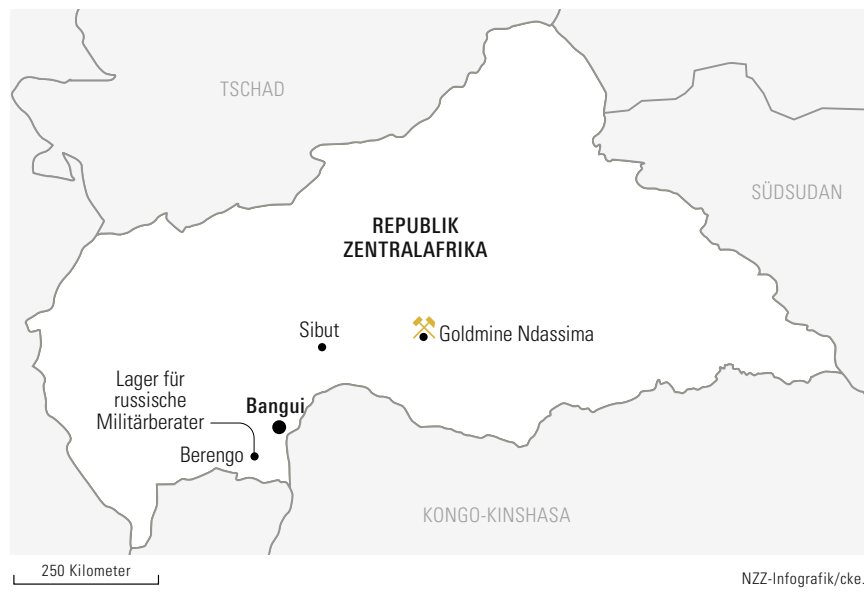 TSCHAD
SÜDSUDAN
REPUBLIK
ZENTRALAFRIKA
Sibut
Goldmine Ndassima
Lager für
russische
Militärberater
Bangui
Berengo
KONGO-KINSHASA
250 Kilometer
NZZ-Infografik/cke.